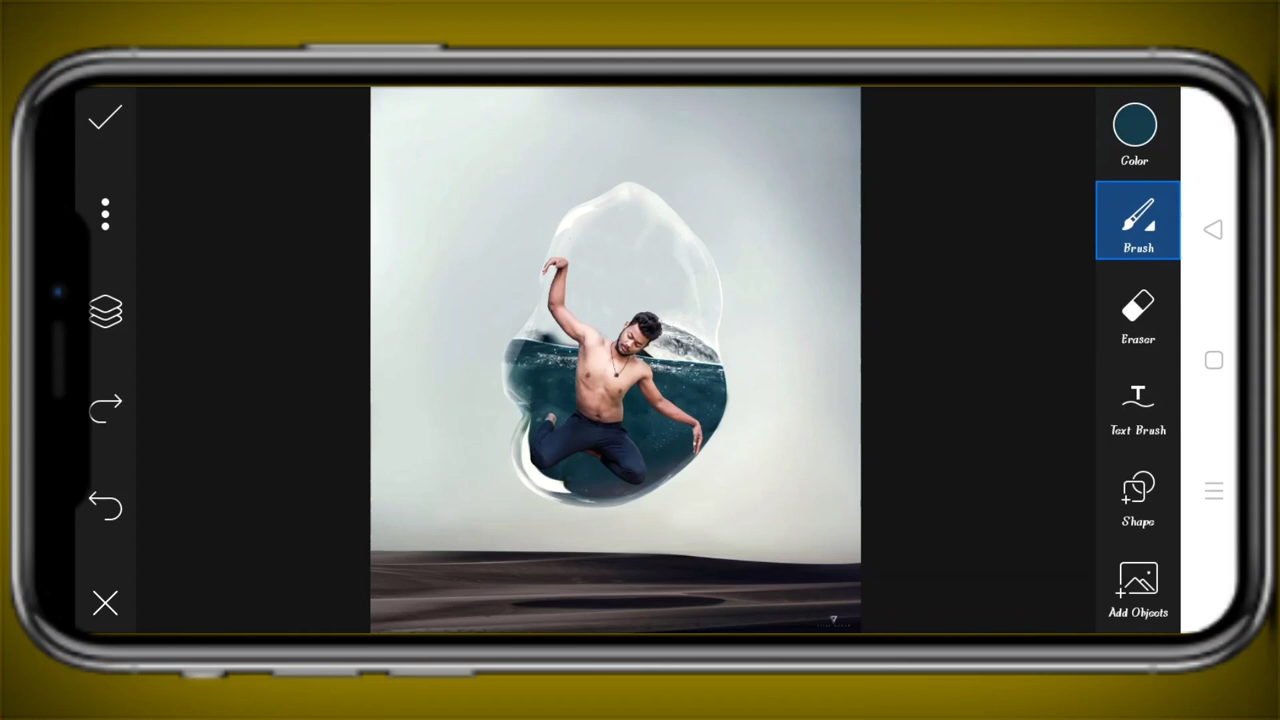 Color
Brush
Eraser
Text Brush
Shape
Add Objects